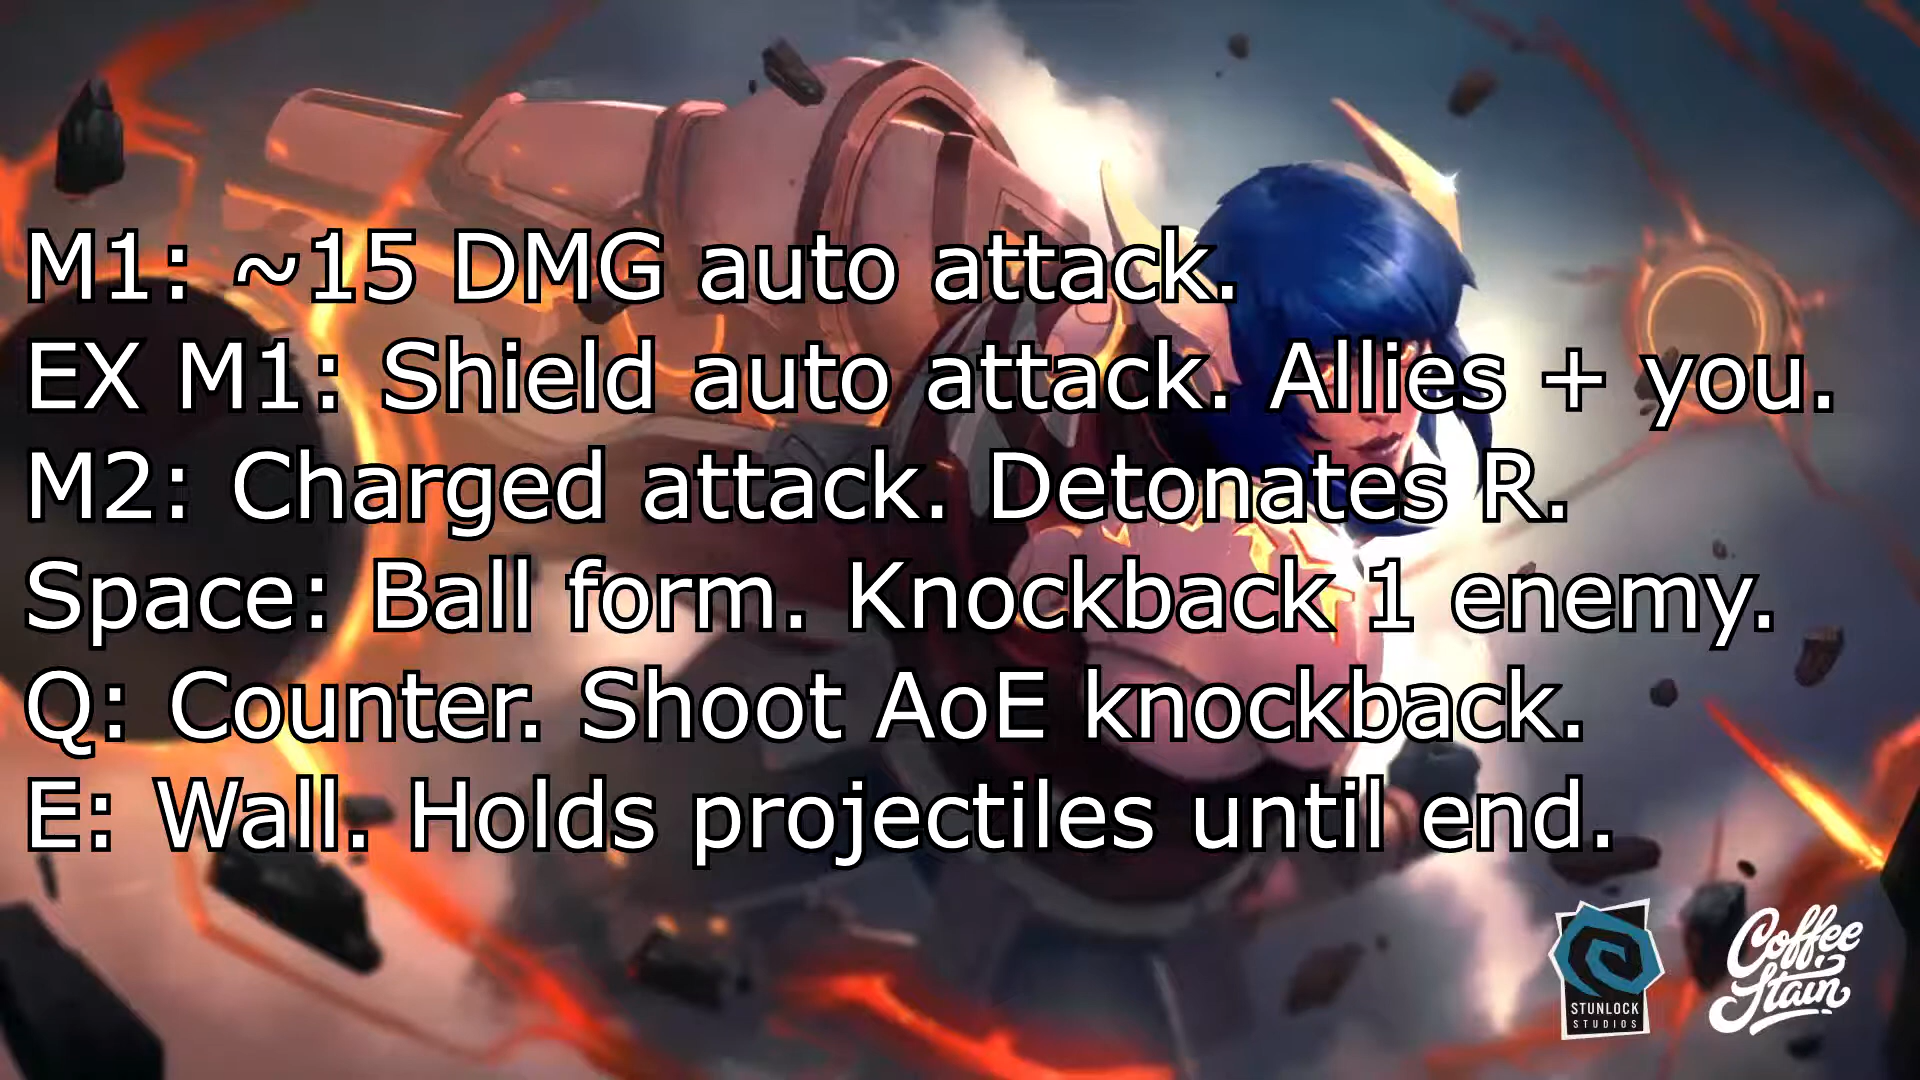 M1: ~15 DMG auto attack.
EX M1: Shield auto attack. Allies + you.
M2: Charged attack. Detonates R.
Space: Ball form. Knockback 1 enemy.
Q: Counter. Shoot AoE knockback.
E: Wall. Holds projectiles until end.
STUNLOCK
STUDIOS
Coffee
Stain